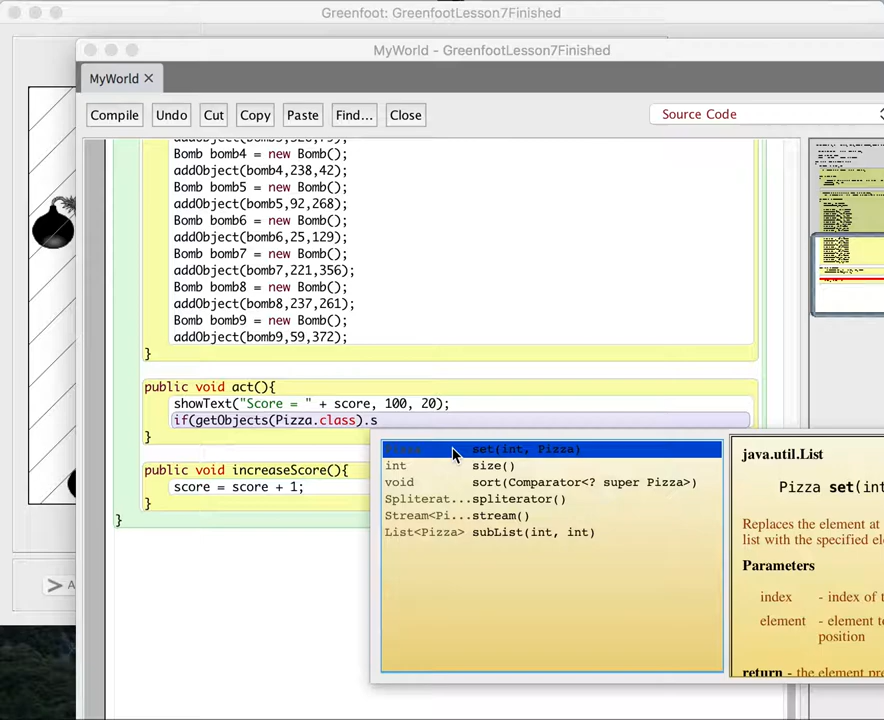 Greenfoot: GreenfootLesson7Finished
MyWorld - GreenfootLesson7Finished
MyWorld ×
Compile Undo Cut Copy Paste Find... Close Source Code
Bomb bomb4 = new Bomb();
addObject(bomb4,238,42);
Bomb bomb5 = new Bomb();
addObject(bomb5,92,268);
Bomb bomb6 = new Bomb();
addObject(bomb6,25,129);
Bomb bomb7 = new Bomb();
addObject(bomb7,221,356);
Bomb bomb8 = new Bomb();
addObject(bomb8,237,261);
Bomb bomb9 = new Bomb();
addObject(bomb9,59,372);
}
public void act(){
showText("Score = " + score, 100, 20);
if(getObjects(Pizza.class).s
}
public void increaseScore(){
score = score + 1;
}
}
set(int, Pizza)
int size()
void sort(Comparator<? super Pizza>)
Spliterat... spliterator()
Stream<Pi... stream()
List<Pizza> subList(int, int)
java.util.List
Pizza set(int
Replaces the element at
list with the specified ele
Parameters
index - index of t
element - element to
position
return - the element pre
> A